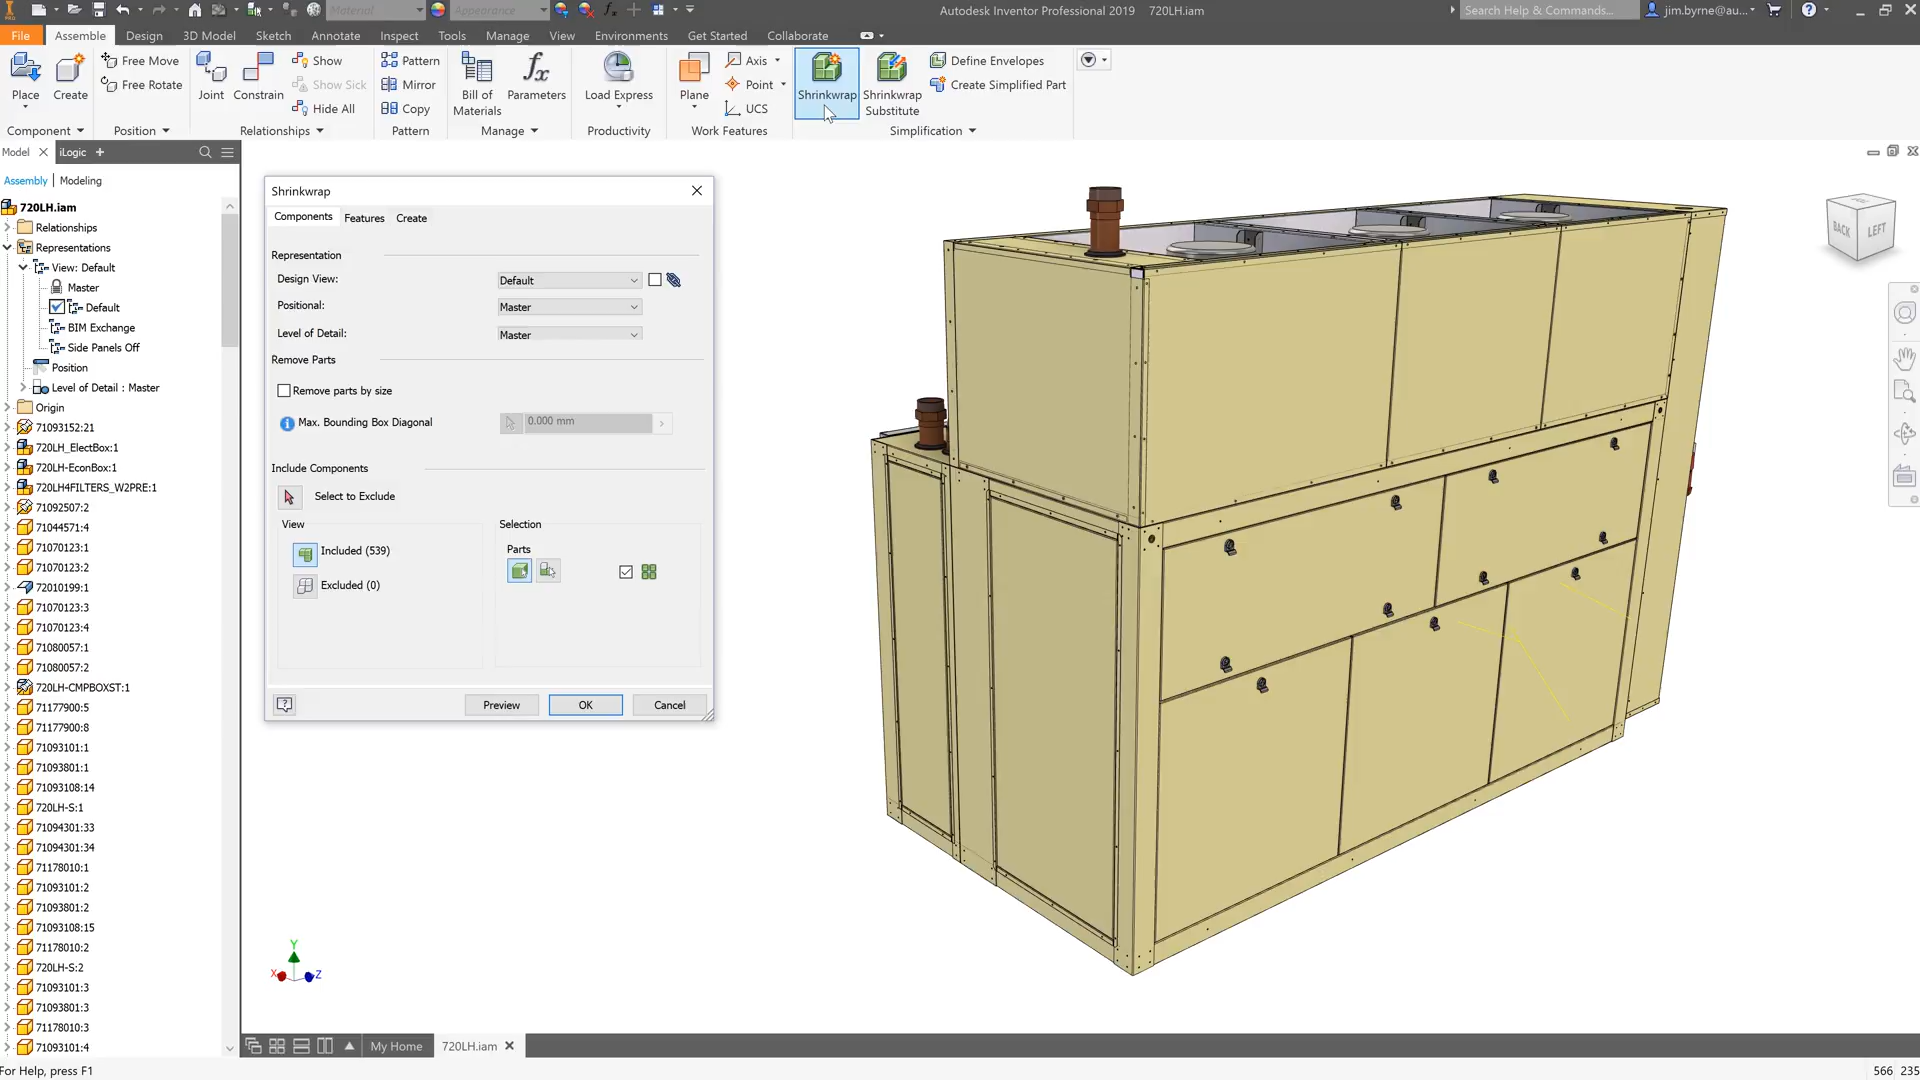 Material
Appearance
Autodesk Inventor Professional 2019 720LH.iam
Search Help & Commands...
jim.byrne@au...
File Assemble Design 3D Model Sketch Annotate Inspect Tools Manage View Environments Get Started Collaborate
Place
Create
Free Move
Free Rotate
Joint
Constrain
Show
Show Sick
Hide All
Pattern
Mirror
Copy
Bill of
Materials
Parameters
Load Express
Plane
Axis
Point
UCS
Shrinkwrap
Shrinkwrap
Substitute
Define Envelopes
Create Simplified Part
Component
Position
Relationships
Pattern
Manage
Productivity
Work Features
Simplification
Model
iLogic
Assembly | Modeling
720LH.iam
Relationships
Representations
View: Default
Master
Default
BIM Exchange
Side Panels Off
Position
Level of Detail : Master
Origin
71093152:21
720LH_ElectBox:1
720LH-EconBox:1
720LH4FILTERS_W2PRE:1
71092507:2
71044571:4
71070123:1
71070123:2
72010199:1
71070123:3
71070123:4
71080057:1
71080057:2
720LH-CMPBOXST:1
71177900:5
71177900:8
71093101:1
71093801:1
71093108:14
720LH-S:1
71094301:33
71094301:34
71178010:1
71093101:2
71093801:2
71093108:15
71178010:2
720LH-S:2
71093101:3
71093801:3
71178010:3
71093101:4
Shrinkwrap
Components Features Create
Representation
Design View:
Default
Positional:
Master
Level of Detail:
Master
Remove Parts
Remove parts by size
Max. Bounding Box Diagonal
0.000 mm
Include Components
Select to Exclude
View
Included (539)
Excluded (0)
Selection
Parts
Preview
OK
Cancel
BACK
LEFT
Y
X
Z
My Home
720LH.iam
For Help, press F1
566 235